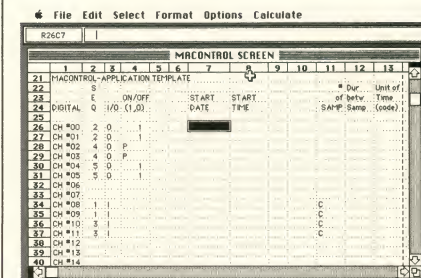 File Edit Select Format Options Calculate
R26C7
MACONTROL SCREEN
1 2 3 4 5 6 7 8 9 10 11 12 13
21 MACONTROL-APPLICATION TEMPLATE
22 S # Dur Unit of
23 E ON/OFF START START of betw Time
24 DIGITAL Q I/O (1,0) DATE TIME SAMP Samp (code)
25
26 CH #00 2 0 1
27 CH #01 2 0 1
28 CH #02 4 0 P
29 CH #03 4 0 P
30 CH #04 5 0 1
31 CH #05 5 0 1
32 CH #06
33 CH #07
34 CH #08 1 I C
35 CH #09 1 I C
36 CH #10 3 I C
37 CH #11 3 I C
38 CH #12
39 CH #13
40 CH #14